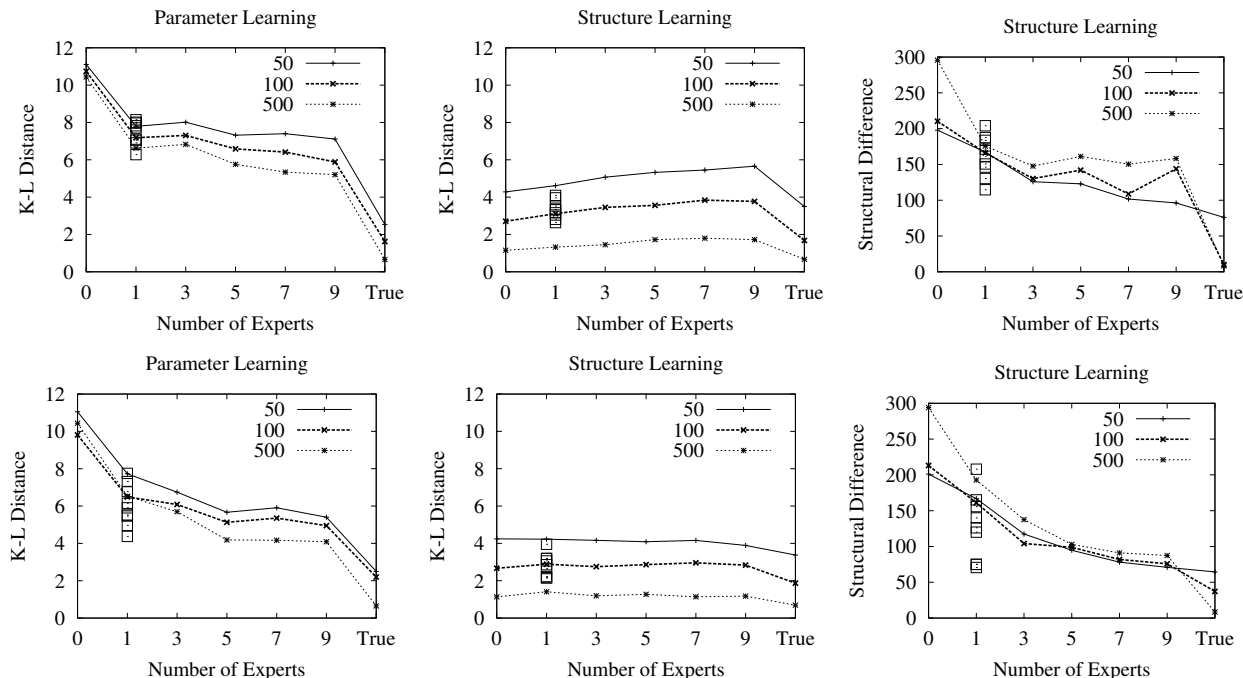 Parameter Learning
12
10
8
6
4
2
0
K-L Distance
50
100
500
0 1 3 5 7 9 True
Number of Experts
Structure Learning
12
10
8
6
4
2
0
K-L Distance
50
100
500
0 1 3 5 7 9 True
Number of Experts
Structure Learning
300
250
200
150
100
50
0
Structural Difference
50
100
500
0 1 3 5 7 9 True
Number of Experts
Parameter Learning
12
10
8
6
4
2
0
K-L Distance
50
100
500
0 1 3 5 7 9 True
Number of Experts
Structure Learning
12
10
8
6
4
2
0
K-L Distance
50
100
500
0 1 3 5 7 9 True
Number of Experts
Structure Learning
300
250
200
150
100
50
0
Structural Difference
50
100
500
0 1 3 5 7 9 True
Number of Experts